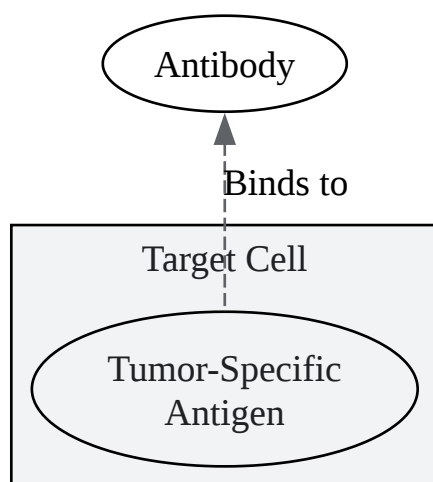 Antibody
Binds to
Target Cell
Tumor-Specific
Antigen